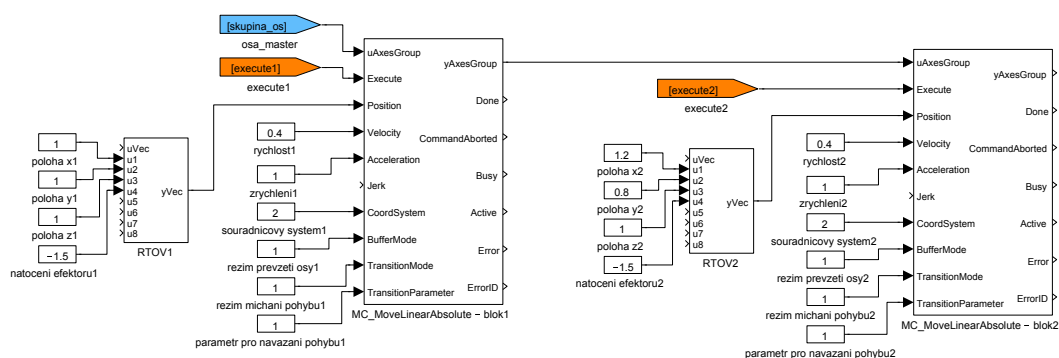 [skupina_os]
osa_master
[execute1]
execute1
uAxesGroup
Execute
Position
Velocity
Acceleration
Jerk
CoordSystem
BufferMode
TransitionMode
TransitionParameter
yAxesGroup
Done
CommandAborted
Busy
Active
Error
ErrorID
MC_MoveLinearAbsolute − blok1
1
poloha x1
1
poloha y1
1
poloha z1
−1.5
natoceni efektoru1
uVec
u1
u2
u3
u4
u5
u6
u7
u8
yVec
RTOV1
0.4
rychlost1
1
zrychleni1
2
souradnicovy system1
1
rezim prevzeti osy1
1
rezim michani pohybu1
1
parametr pro navazani pohybu1
[execute2]
execute2
1.2
poloha x2
0.8
poloha y2
1
poloha z2
−1.5
natoceni efektoru2
uVec
u1
u2
u3
u4
u5
u6
u7
u8
yVec
RTOV2
0.4
rychlost2
1
zrychleni2
2
souradnicovy system2
1
rezim prevzeti osy2
1
rezim michani pohybu2
1
parametr pro navazani pohybu2
uAxesGroup
Execute
Position
Velocity
Acceleration
Jerk
CoordSystem
BufferMode
TransitionMode
TransitionParameter
yAxesGroup
Done
CommandAborted
Busy
Active
Error
ErrorID
MC_MoveLinearAbsolute − blok2